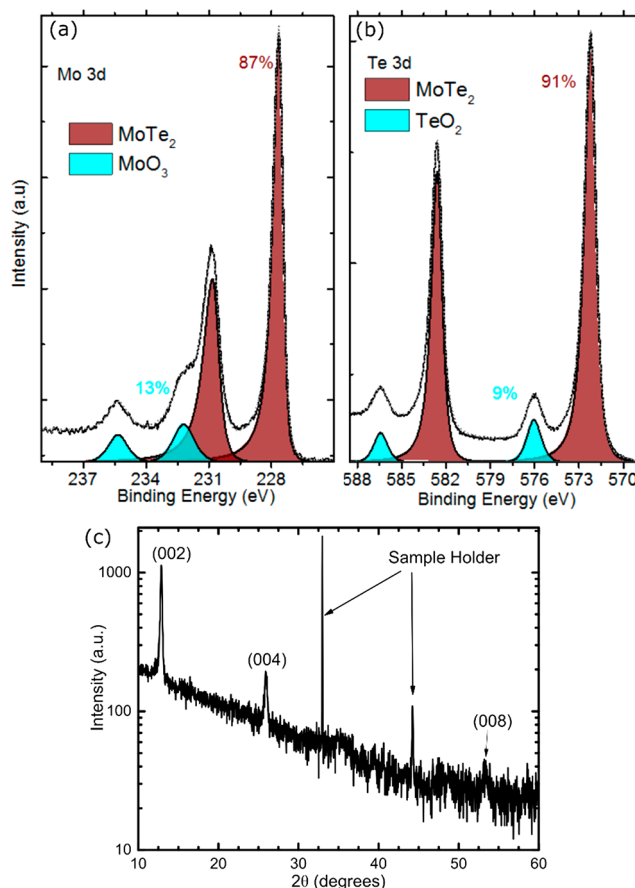 (a)
Mo 3d
87%
MoTe₂
MoO₃
13%
Intensity (a.u)
237 234 231 228
Binding Energy (eV)
(b)
Te 3d
91%
MoTe₂
TeO₂
9%
588 585 582 579 576 573 570
Binding Energy (eV)
(c)
(002)
Sample Holder
(004)
(008)
1000
100
10
Intensity (a.u.)
10 20 30 40 50 60
2θ (degrees)